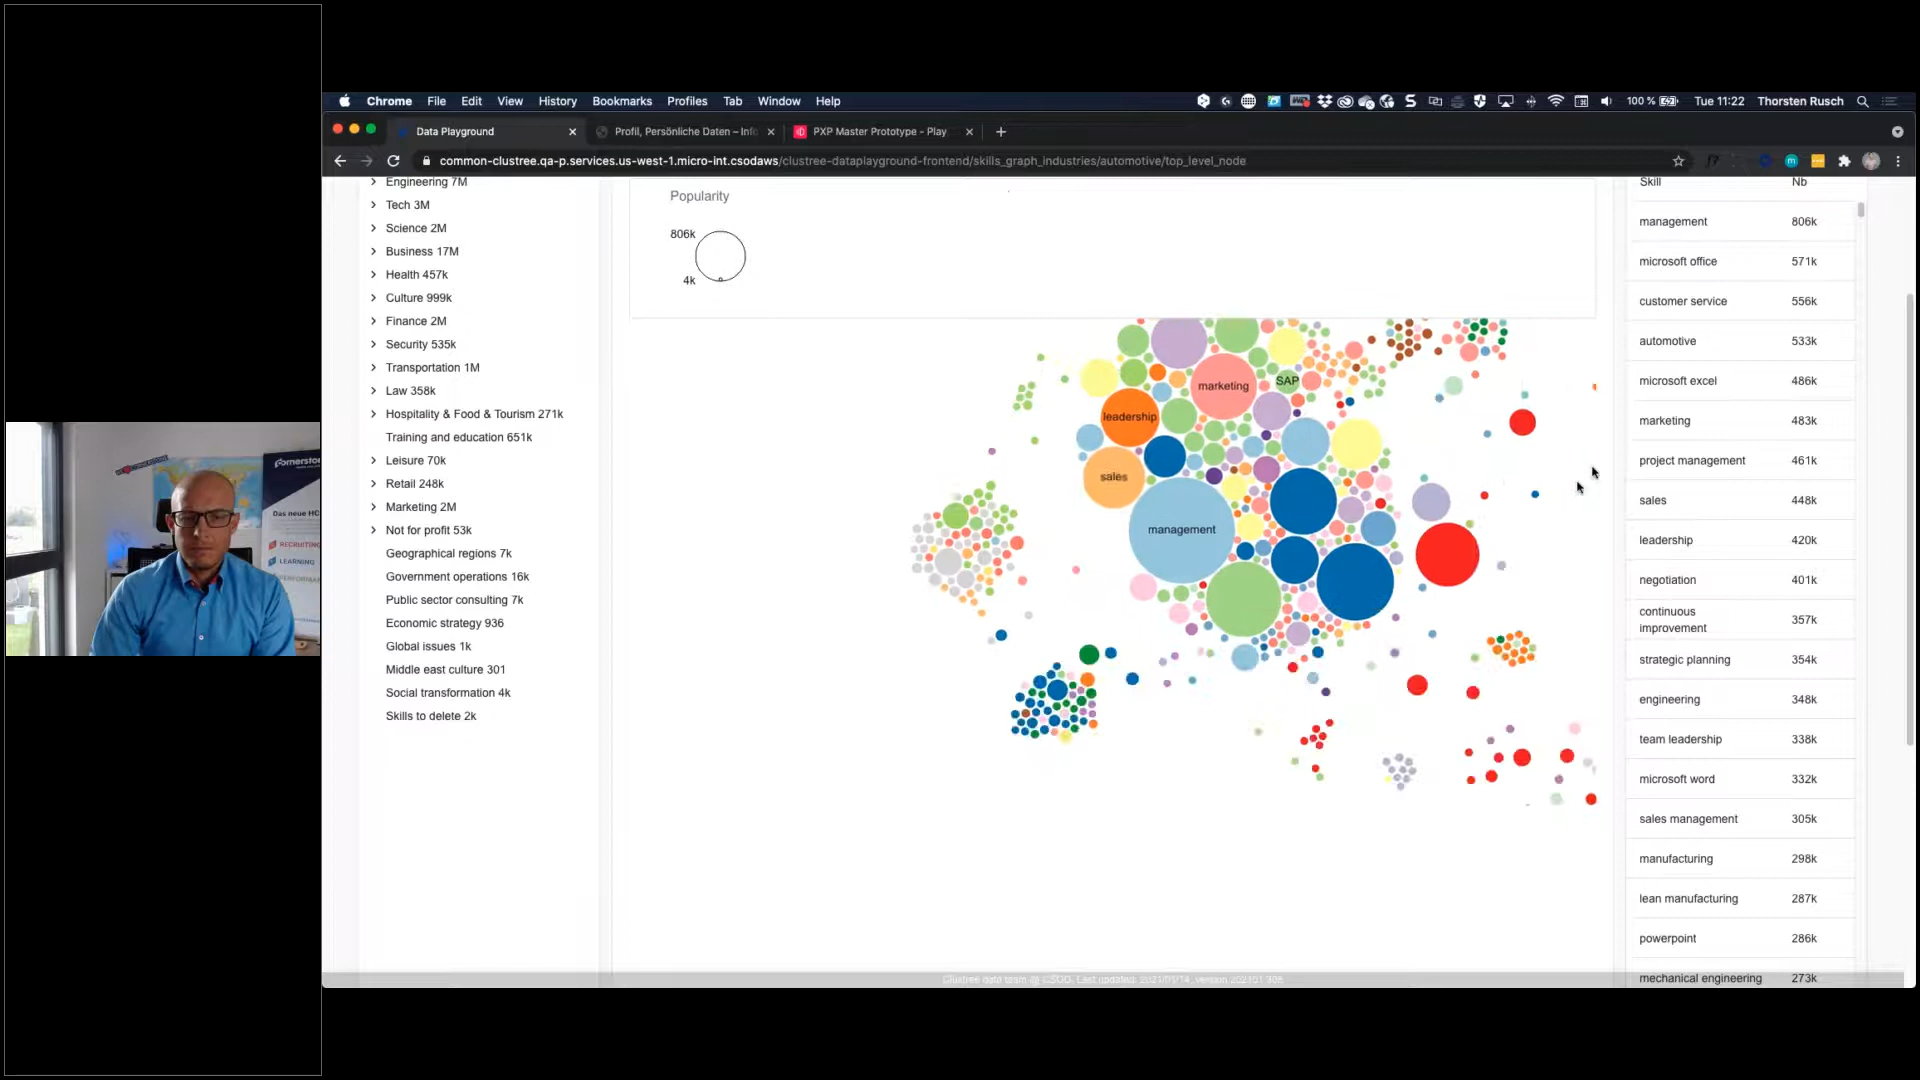 Chrome File Edit View History Bookmarks Profiles Tab Window Help
100 % Tue 11:22 Thorsten Rusch
Data Playground
Profil, Persönliche Daten – Info
PXP Master Prototype - Play
common-clustree.qa-p.services.us-west-1.micro-int.csodaws/clustree-dataplayground-frontend/skills_graph_industries/automotive/top_level_node
Engineering 7M
Tech 3M
Science 2M
Business 17M
Health 457k
Culture 999k
Finance 2M
Security 535k
Transportation 1M
Law 358k
Hospitality & Food & Tourism 271k
Training and education 651k
Leisure 70k
Retail 248k
Marketing 2M
Not for profit 53k
Geographical regions 7k
Government operations 16k
Public sector consulting 7k
Economic strategy 936
Global issues 1k
Middle east culture 301
Social transformation 4k
Skills to delete 2k
Popularity
806k
4k
marketing
SAP
leadership
sales
management
Skill Nb
management 806k
microsoft office 571k
customer service 556k
automotive 533k
microsoft excel 486k
marketing 483k
project management 461k
sales 448k
leadership 420k
negotiation 401k
continuous
improvement 357k
strategic planning 354k
engineering 348k
team leadership 338k
microsoft word 332k
sales management 305k
manufacturing 298k
lean manufacturing 287k
powerpoint 286k
mechanical engineering 273k
Das neue HC
RECRUITING
LEARNING